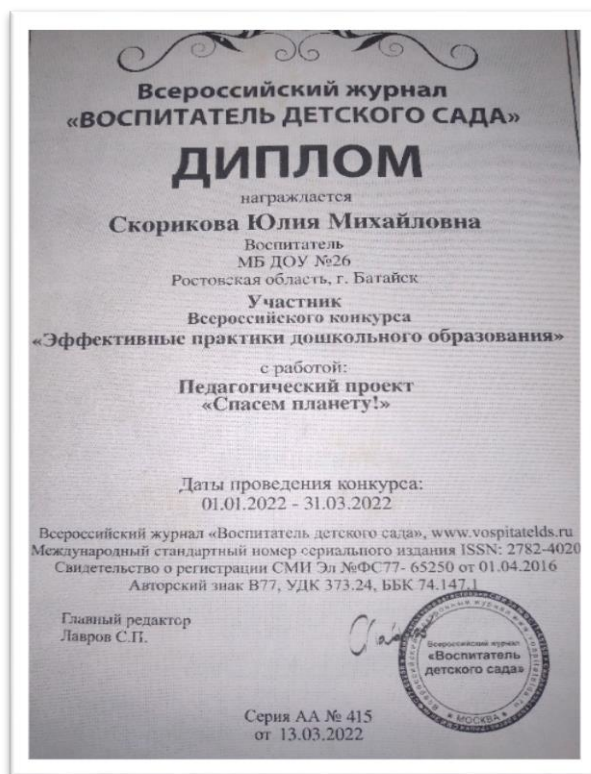 Всероссийский журнал
«ВОСПИТАТЕЛЬ ДЕТСКОГО САДА»
ДИПЛОМ
награждается
Скорикова Юлия Михайловна
Воспитатель
МБ ДОУ №26
Ростовская область, г. Батайск
Участник
Всероссийского конкурса
«Эффективные практики дошкольного образования»
с работой:
Педагогический проект
«Спасем планету!»
Даты проведения конкурса:
01.01.2022 - 31.03.2022
Всероссийский журнал «Воспитатель детского сада», www.vospitatelds.ru
Международный стандартный номер сериального издания ISSN: 2782-4020
Свидетельство о регистрации СМИ Эл №ФС77- 65250 от 01.04.2016
Авторский знак В77, УДК 373.24, ББК 74.147.1
Главный редактор
Лавров С.П.
Всероссийский журнал
«Воспитатель
детского сада»
МОСКВА
Серия АА № 415
от 13.03.2022